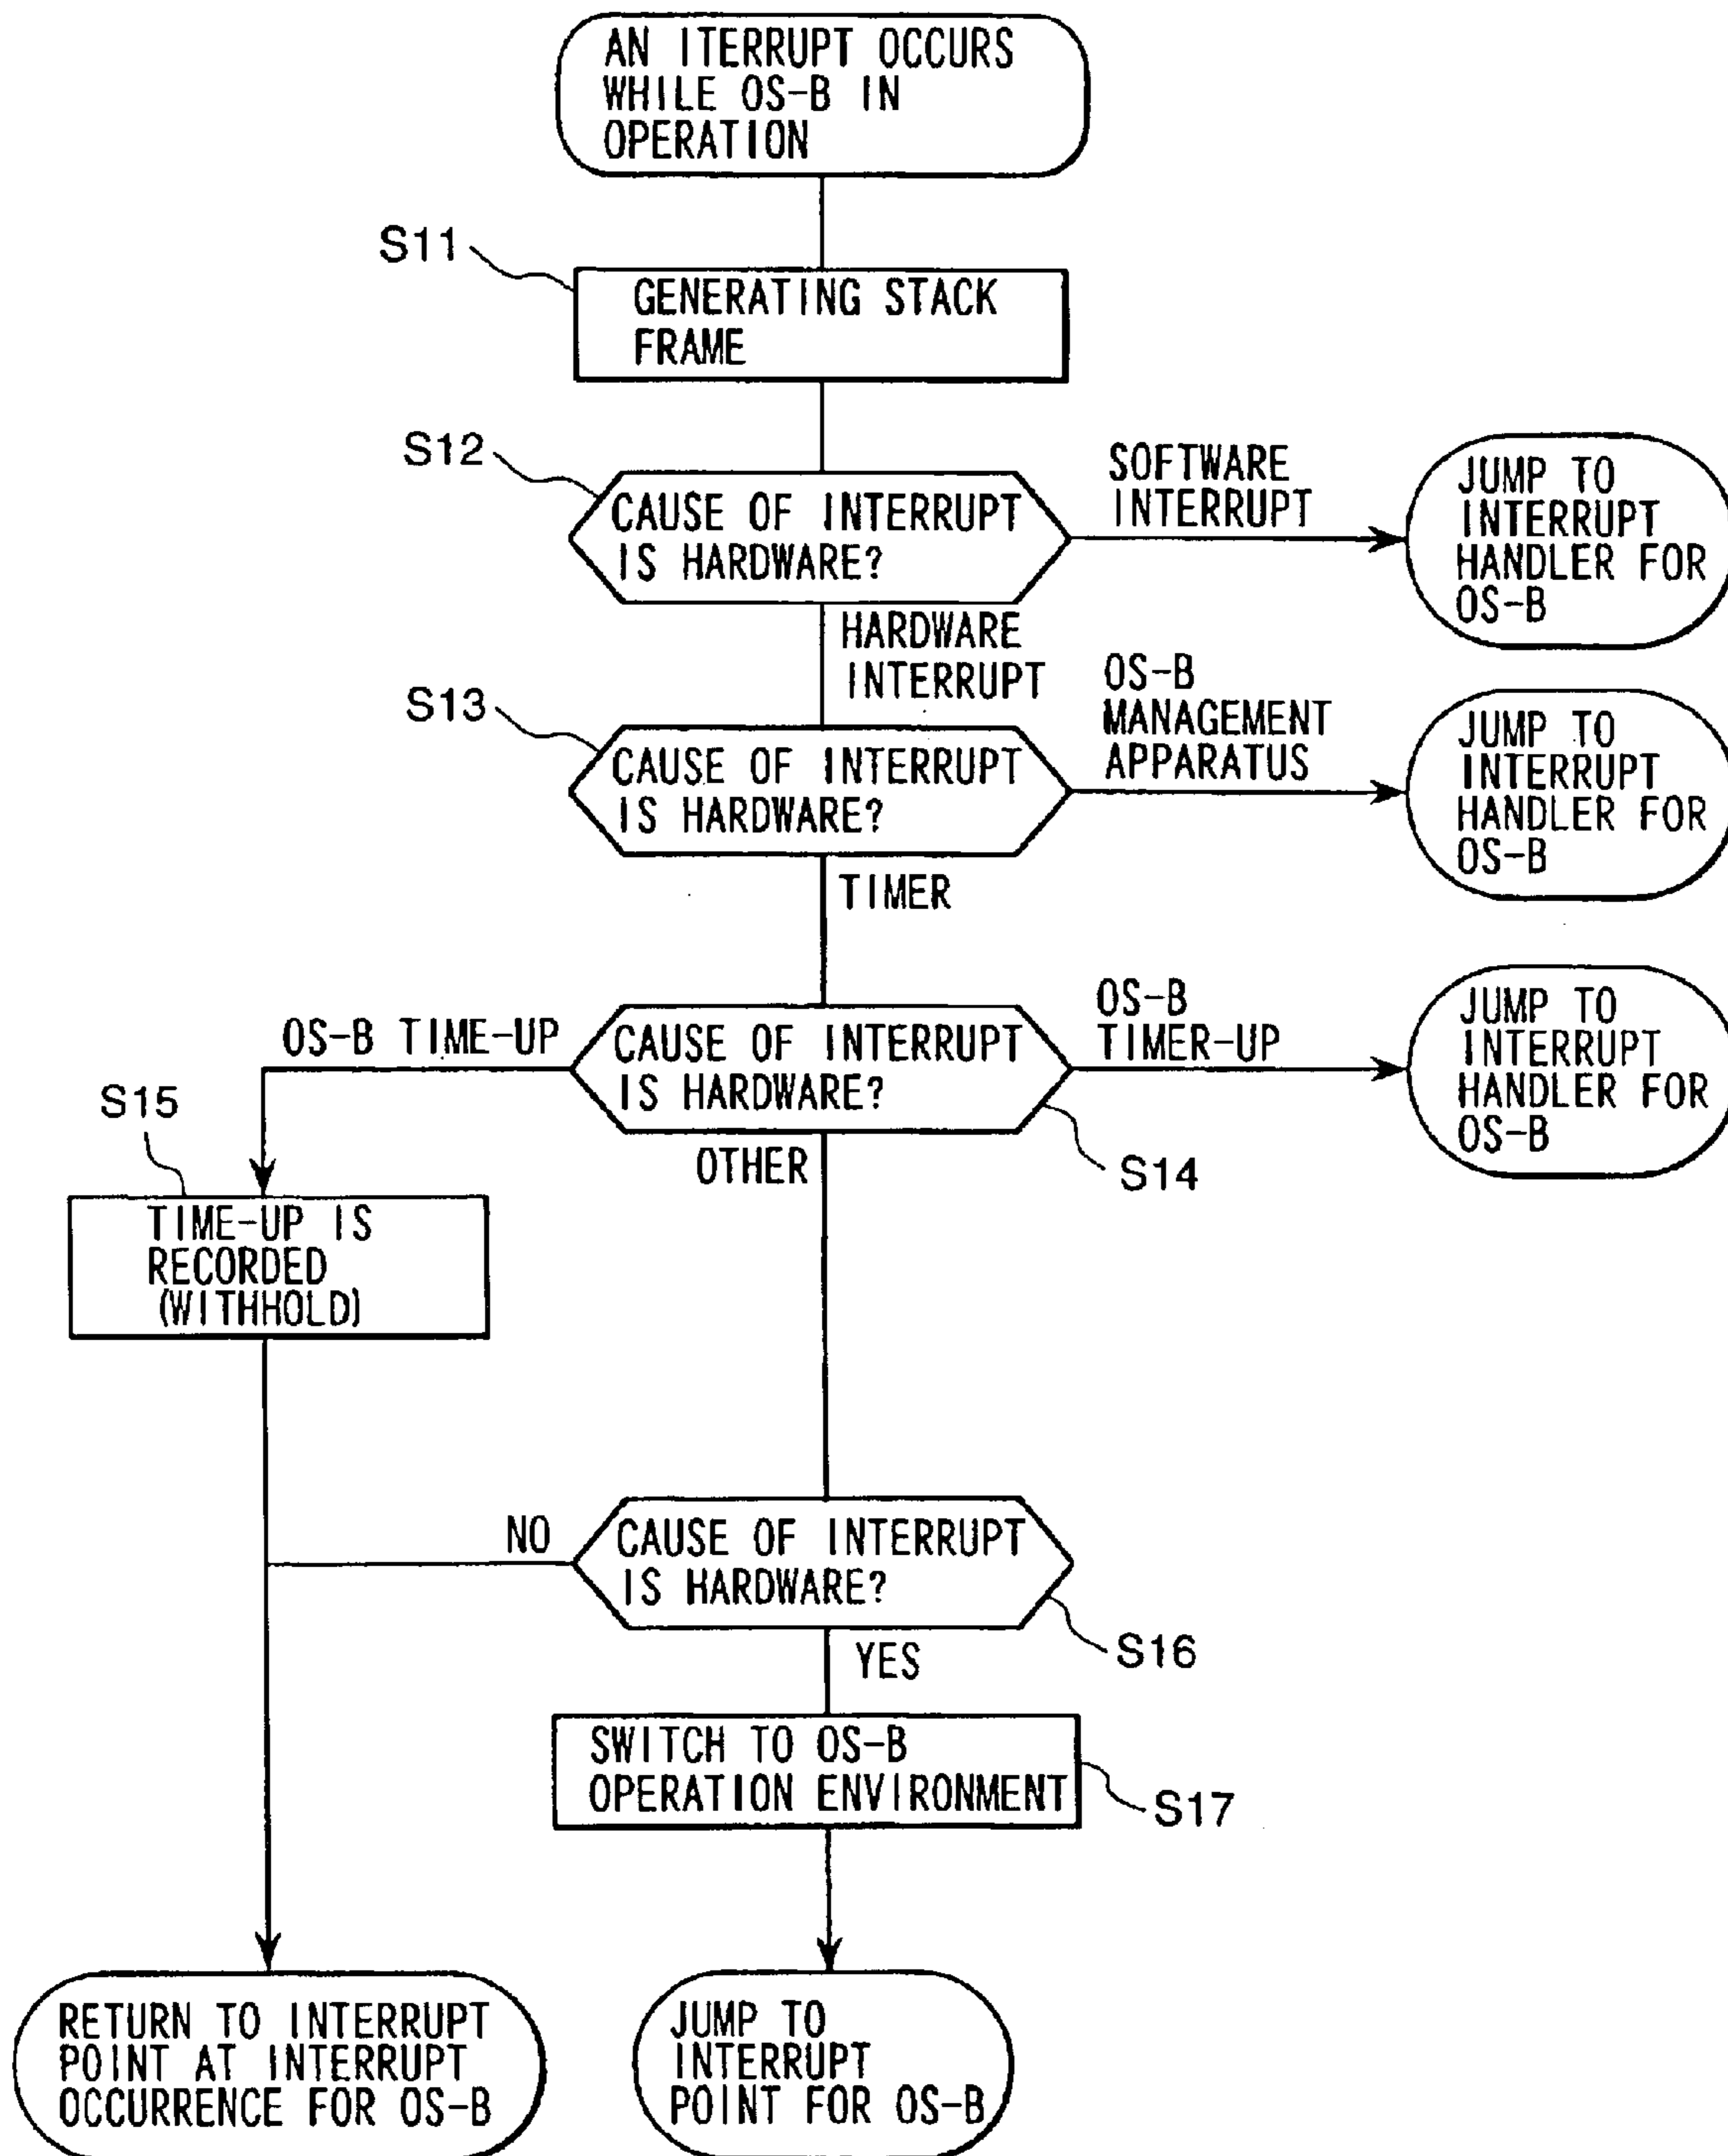 AN ITERRUPT OCCURS
WHILE OS-B IN
OPERATION
S11
GENERATING STACK
FRAME
S12
CAUSE OF INTERRUPT
IS HARDWARE?
SOFTWARE
INTERRUPT
JUMP TO
INTERRUPT
HANDLER FOR
OS-B
HARDWARE
INTERRUPT
S13
CAUSE OF INTERRUPT
IS HARDWARE?
OS-B
MANAGEMENT
APPARATUS
JUMP TO
INTERRUPT
HANDLER FOR
OS-B
TIMER
OS-B TIME-UP
CAUSE OF INTERRUPT
IS HARDWARE?
OS-B
TIMER-UP
JUMP TO
INTERRUPT
HANDLER FOR
OS-B
S14
OTHER
S15
TIME-UP IS
RECORDED
(WITHHOLD)
NO
CAUSE OF INTERRUPT
IS HARDWARE?
S16
YES
SWITCH TO OS-B
OPERATION ENVIRONMENT
S17
RETURN TO INTERRUPT
POINT AT INTERRUPT
OCCURRENCE FOR OS-B
JUMP TO
INTERRUPT
POINT FOR OS-B